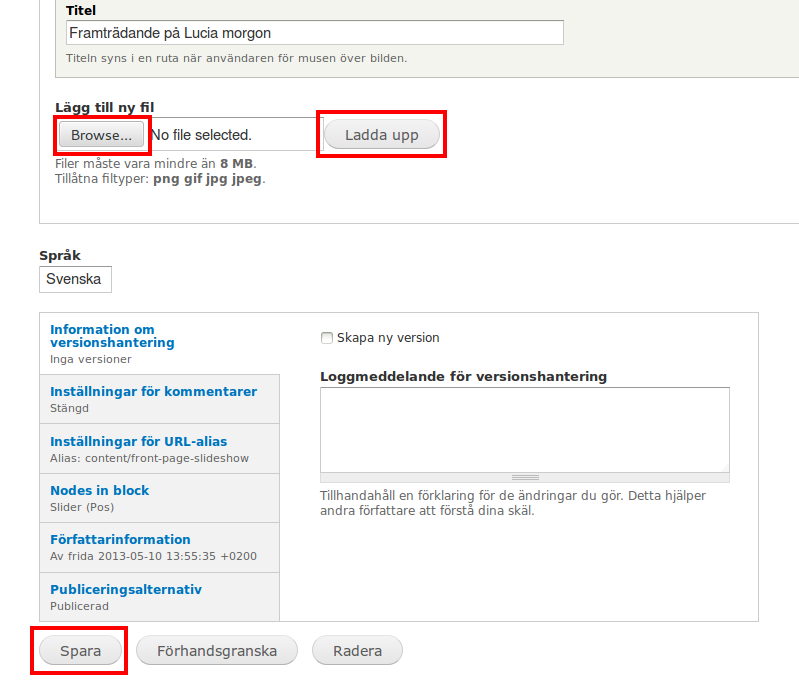 Titel
Framträdande på Lucia morgon
Titeln syns i en ruta när användaren för musen över bilden.
Lägg till ny fil
Browse... No file selected. Ladda upp
Filer måste vara mindre än 8 MB.
Tillåtna filtyper: png gif jpg jpeg.
Språk
Svenska
Information om
versionshantering
Inga versioner
Inställningar för kommentarer
Stängd
Inställningar för URL-alias
Alias: content/front-page-slideshow
Nodes in block
Slider (Pos)
Författarinformation
Av frida 2013-05-10 13:55:35 +0200
Publiceringsalternativ
Publicerad
Skapa ny version
Loggmeddelande för versionshantering
Tillhandahåll en förklaring för de ändringar du gör. Detta hjälper
andra författare att förstå dina skäl.
Spara Förhandsgranska Radera